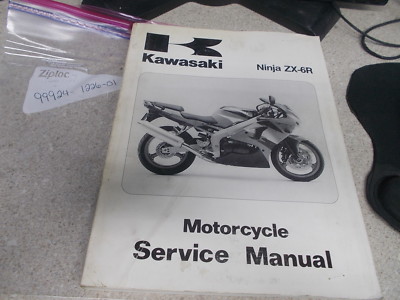 Kawasaki
Ninja ZX-6R
Ziploc
99924-1226-01
Motorcycle
Service Manual